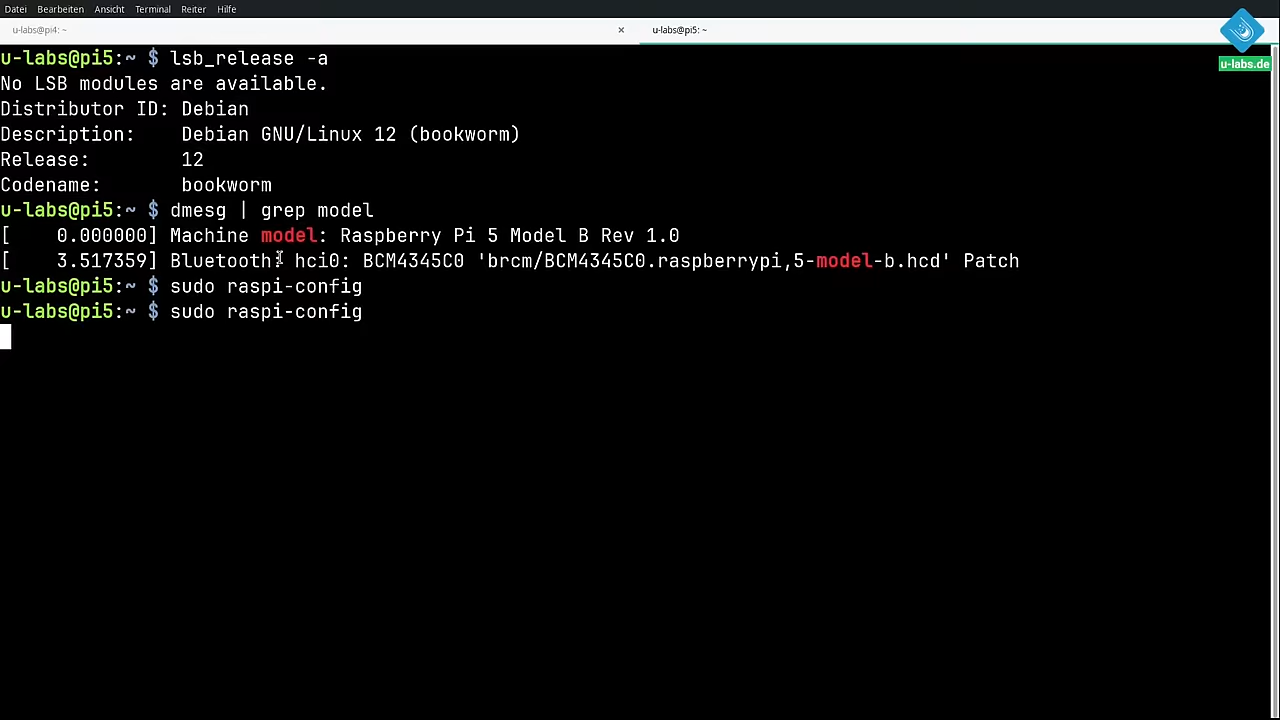 Datei Bearbeiten Ansicht Terminal Reiter Hilfe
u-labs@pi4: ~ × u-labs@pi5: ~
u-labs.de
u-labs@pi5:~ $ lsb_release -a
No LSB modules are available.
Distributor ID: Debian
Description:    Debian GNU/Linux 12 (bookworm)
Release:        12
Codename:       bookworm
u-labs@pi5:~ $ dmesg | grep model
[    0.000000] Machine model: Raspberry Pi 5 Model B Rev 1.0
[    3.517359] Bluetooth: hci0: BCM4345C0 'brcm/BCM4345C0.raspberrypi,5-model-b.hcd' Patch
u-labs@pi5:~ $ sudo raspi-config
u-labs@pi5:~ $ sudo raspi-config